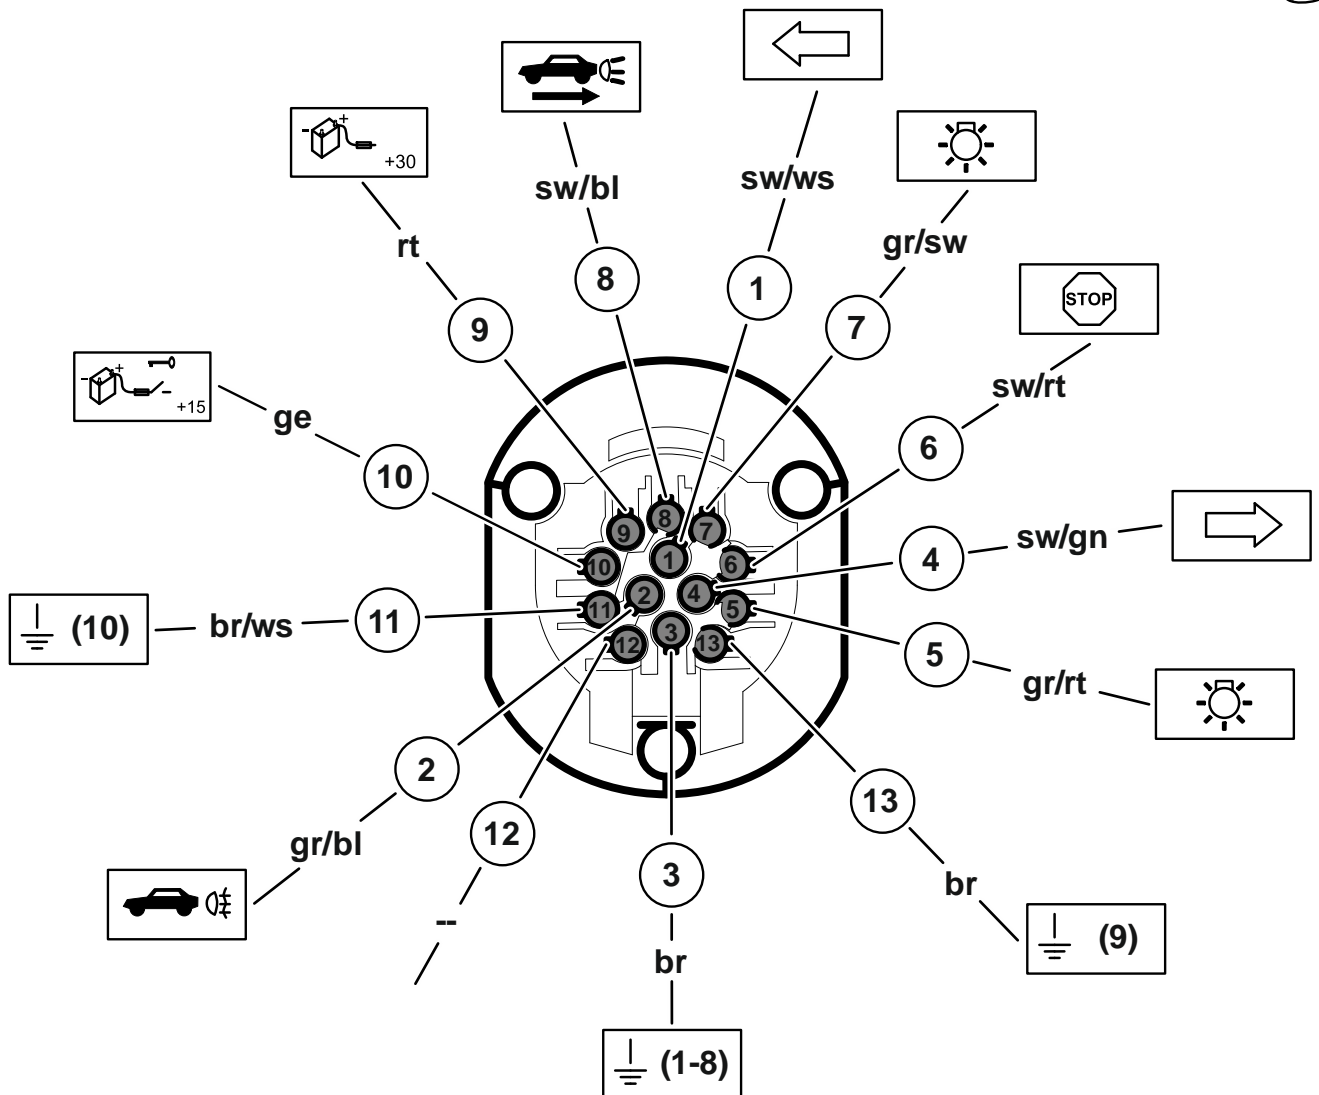 sw/ws
sw/bl
+30
- +
rt
8
1
gr/sw
7
STOP
9
sw/rt
- +
+15
ge
6
10
sw/gn
4
8
9
7
1
10
6
2
4
11
5
3
12
13
(10)
br/ws
11
5
gr/rt
2
13
12
gr/bl
3
br
--
br
(9)
(1-8)